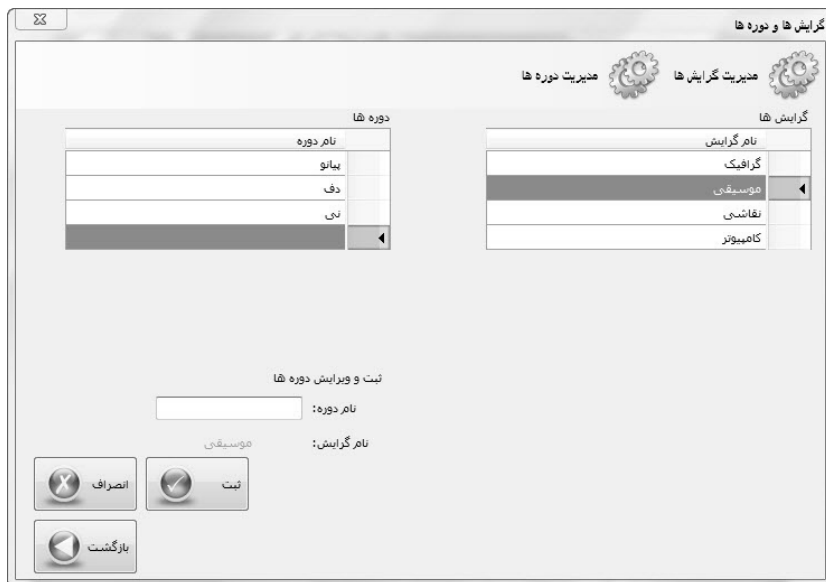 گرایش ها و دوره ها
مدیریت گرایش ها
مدیریت دوره ها
گرایش ها
نام گرایش
گرافیک
موسیقی
نقاشی
کامپیوتر
دوره ها
نام دوره
پیانو
دف
نی
ثبت و ویرایش دوره ها
نام دوره:
نام گرایش: موسیقی
ثبت
انصراف
بازگشت